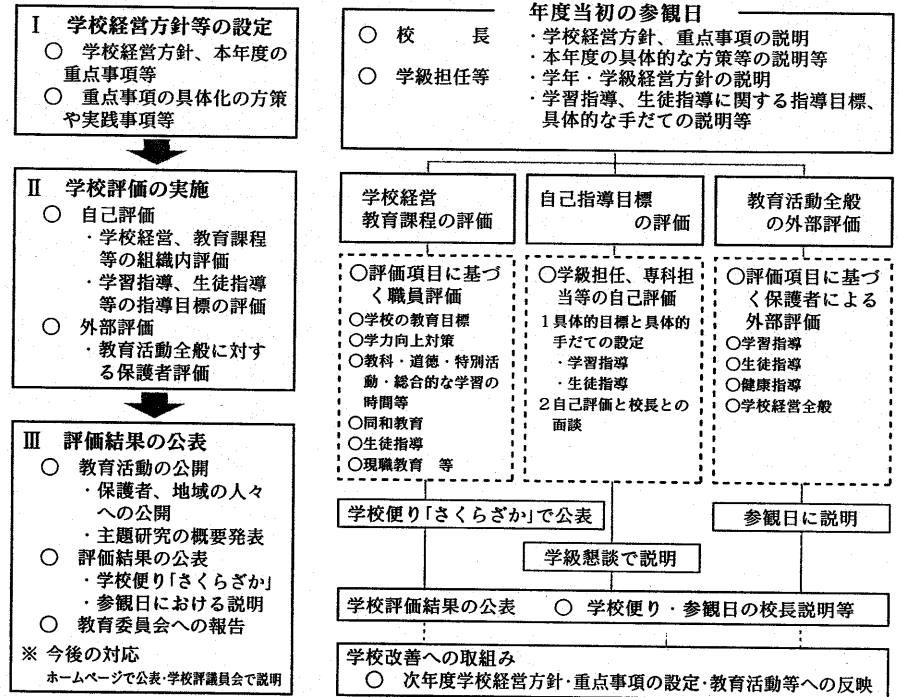 Ⅰ 学校経営方針等の設定
○ 学校経営方針、本年度の
重点事項等
○ 重点事項の具体化の方策
や実践事項等
Ⅱ 学校評価の実施
○ 自己評価
・学校経営、教育課程
等の組織内評価
・学習指導、生徒指導
等の指導目標の評価
○ 外部評価
・教育活動全般に対す
る保護者評価
Ⅲ 評価結果の公表
○ 教育活動の公開
・保護者、地域の人々
への公開
・主題研究の概要発表
○ 評価結果の公表
・学校便り「さくらざか」
・参観日における説明
○ 教育委員会への報告
※ 今後の対応
ホームページで公表・学校評議員会で説明
年度当初の参観日
○ 校 長 ・学校経営方針、重点事項の説明
・本年度の具体的な方策等の説明等
○ 学級担任等 ・学年・学級経営方針の説明
・学習指導、生徒指導に関する指導目標、
具体的な手だての説明等
学校経営
教育課程の評価
○評価項目に基づ
く職員評価
○学校の教育目標
○学力向上対策
○教科・道徳・特別活
動・総合的な学習の
時間等
○同和教育
○生徒指導
○現職教育 等
学校便り「さくらざか」で公表
自己指導目標
の評価
○学級担任、専科担
当等の自己評価
1具体的目標と具体的
手だての設定
・学習指導
・生徒指導
2自己評価と校長との
面談
学級懇談で説明
教育活動全般
の外部評価
○評価項目に基づ
く保護者による
外部評価
○学習指導
○生徒指導
○健康指導
○学校経営全般
参観日に説明
学校評価結果の公表 ○ 学校便り・参観日の校長説明等
学校改善への取組み
○ 次年度学校経営方針・重点事項の設定・教育活動等への反映